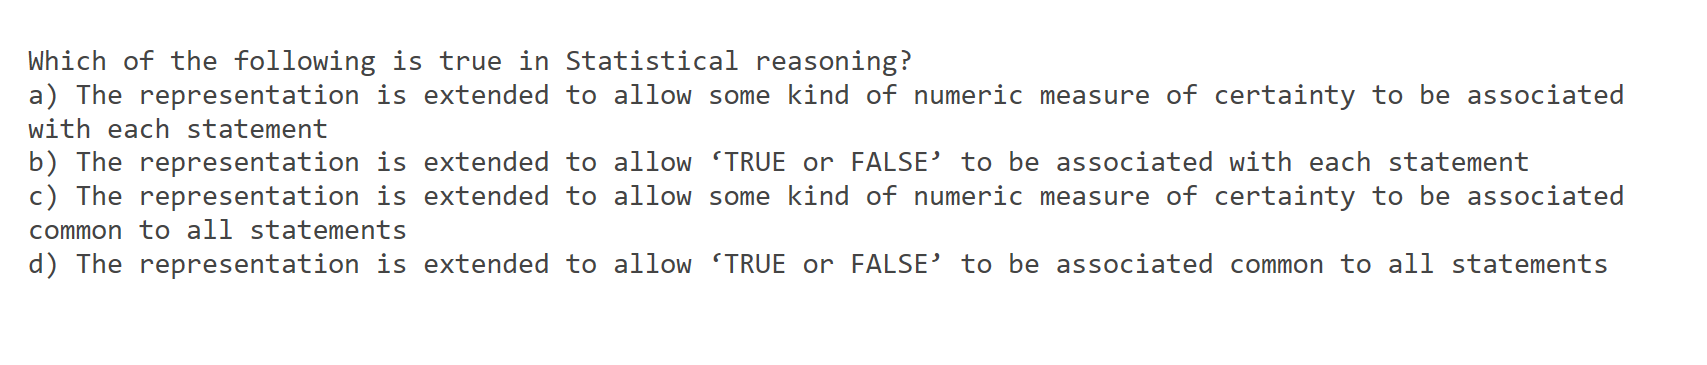 Which of the following is true in Statistical reasoning?
a) The representation is extended to allow some kind of numeric measure of certainty to be associated
with each statement
b) The representation is extended to allow ‘TRUE or FALSE’ to be associated with each statement
c) The representation is extended to allow some kind of numeric measure of certainty to be associated
common to all statements
d) The representation is extended to allow ‘TRUE or FALSE’ to be associated common to all statements